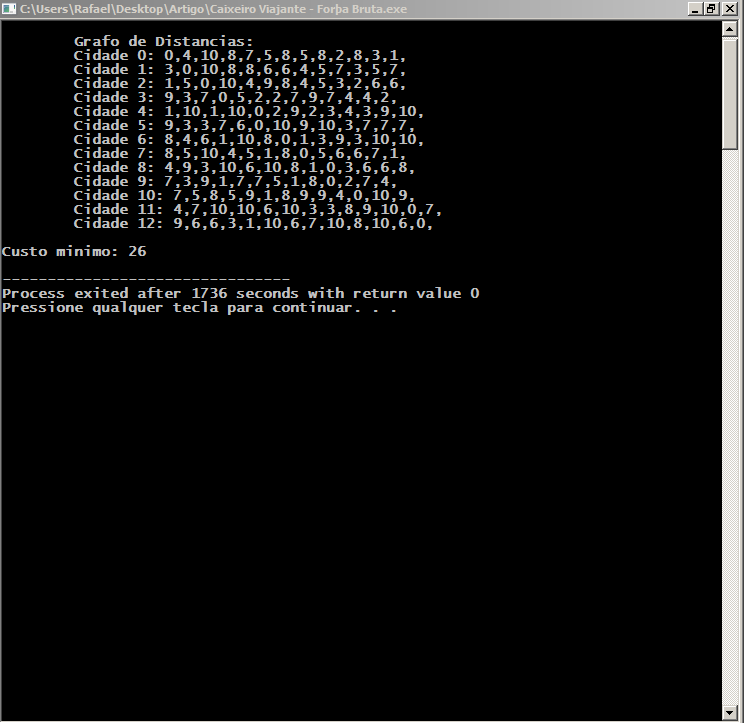 C:\Users\Rafael\Desktop\Artigo\Caixeiro Viajante - Forþa Bruta.exe
Grafo de Distancias:
Cidade 0: 0,4,10,8,7,5,8,5,8,2,8,3,1,
Cidade 1: 3,0,10,8,8,6,6,4,5,7,3,5,7,
Cidade 2: 1,5,0,10,4,9,8,4,5,3,2,6,6,
Cidade 3: 9,3,7,0,5,2,2,7,9,7,4,4,2,
Cidade 4: 1,10,1,10,0,2,9,2,3,4,3,9,10,
Cidade 5: 9,3,3,7,6,0,10,9,10,3,7,7,7,
Cidade 6: 8,4,6,1,10,8,0,1,3,9,3,10,10,
Cidade 7: 8,5,10,4,5,1,8,0,5,6,6,7,1,
Cidade 8: 4,9,3,10,6,10,8,1,0,3,6,6,8,
Cidade 9: 7,3,9,1,7,7,5,1,8,0,2,7,4,
Cidade 10: 7,5,8,5,9,1,8,9,9,4,0,10,9,
Cidade 11: 4,7,10,10,6,10,3,3,8,9,10,0,7,
Cidade 12: 9,6,6,3,1,10,6,7,10,8,10,6,0,
Custo minimo: 26
--------------------------------
Process exited after 1736 seconds with return value 0
Pressione qualquer tecla para continuar. . .